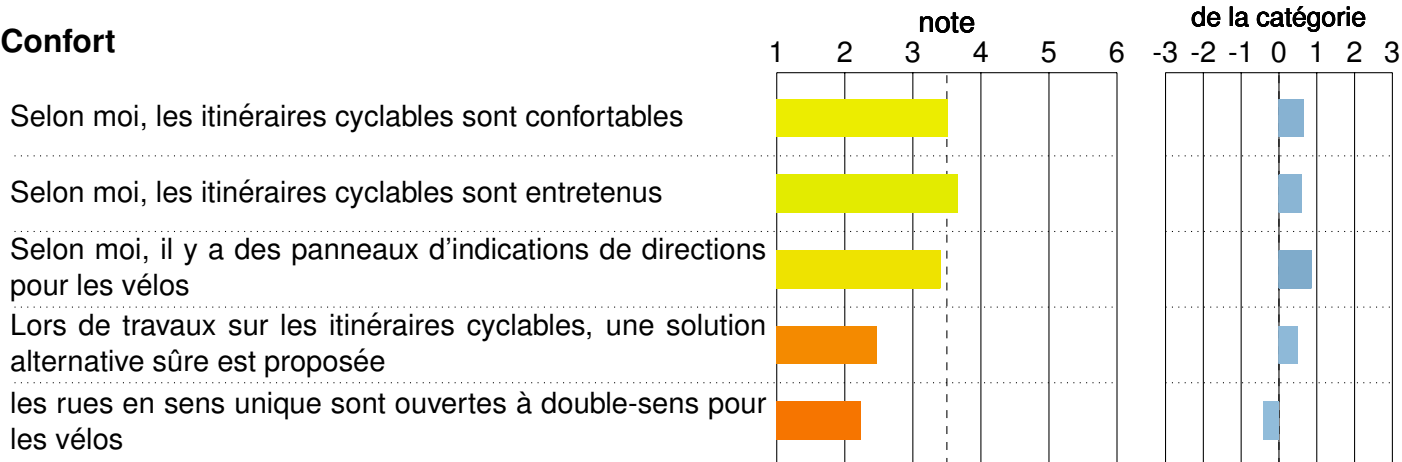 note
de la catégorie
Confort
1 2 3 4 5 6
-3 -2 -1 0 1 2 3
Selon moi, les itinéraires cyclables sont confortables
Selon moi, les itinéraires cyclables sont entretenus
Selon moi, il y a des panneaux d'indications de directions
pour les vélos
Lors de travaux sur les itinéraires cyclables, une solution
alternative sûre est proposée
les rues en sens unique sont ouvertes à double-sens pour
les vélos